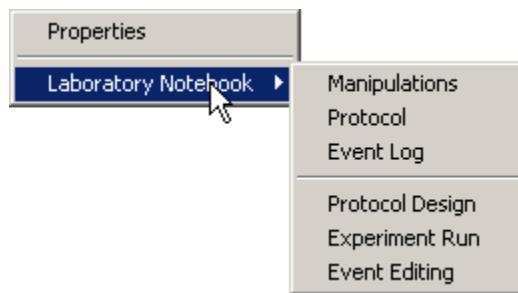 Properties
Laboratory Notebook
Manipulations
Protocol
Event Log
Protocol Design
Experiment Run
Event Editing